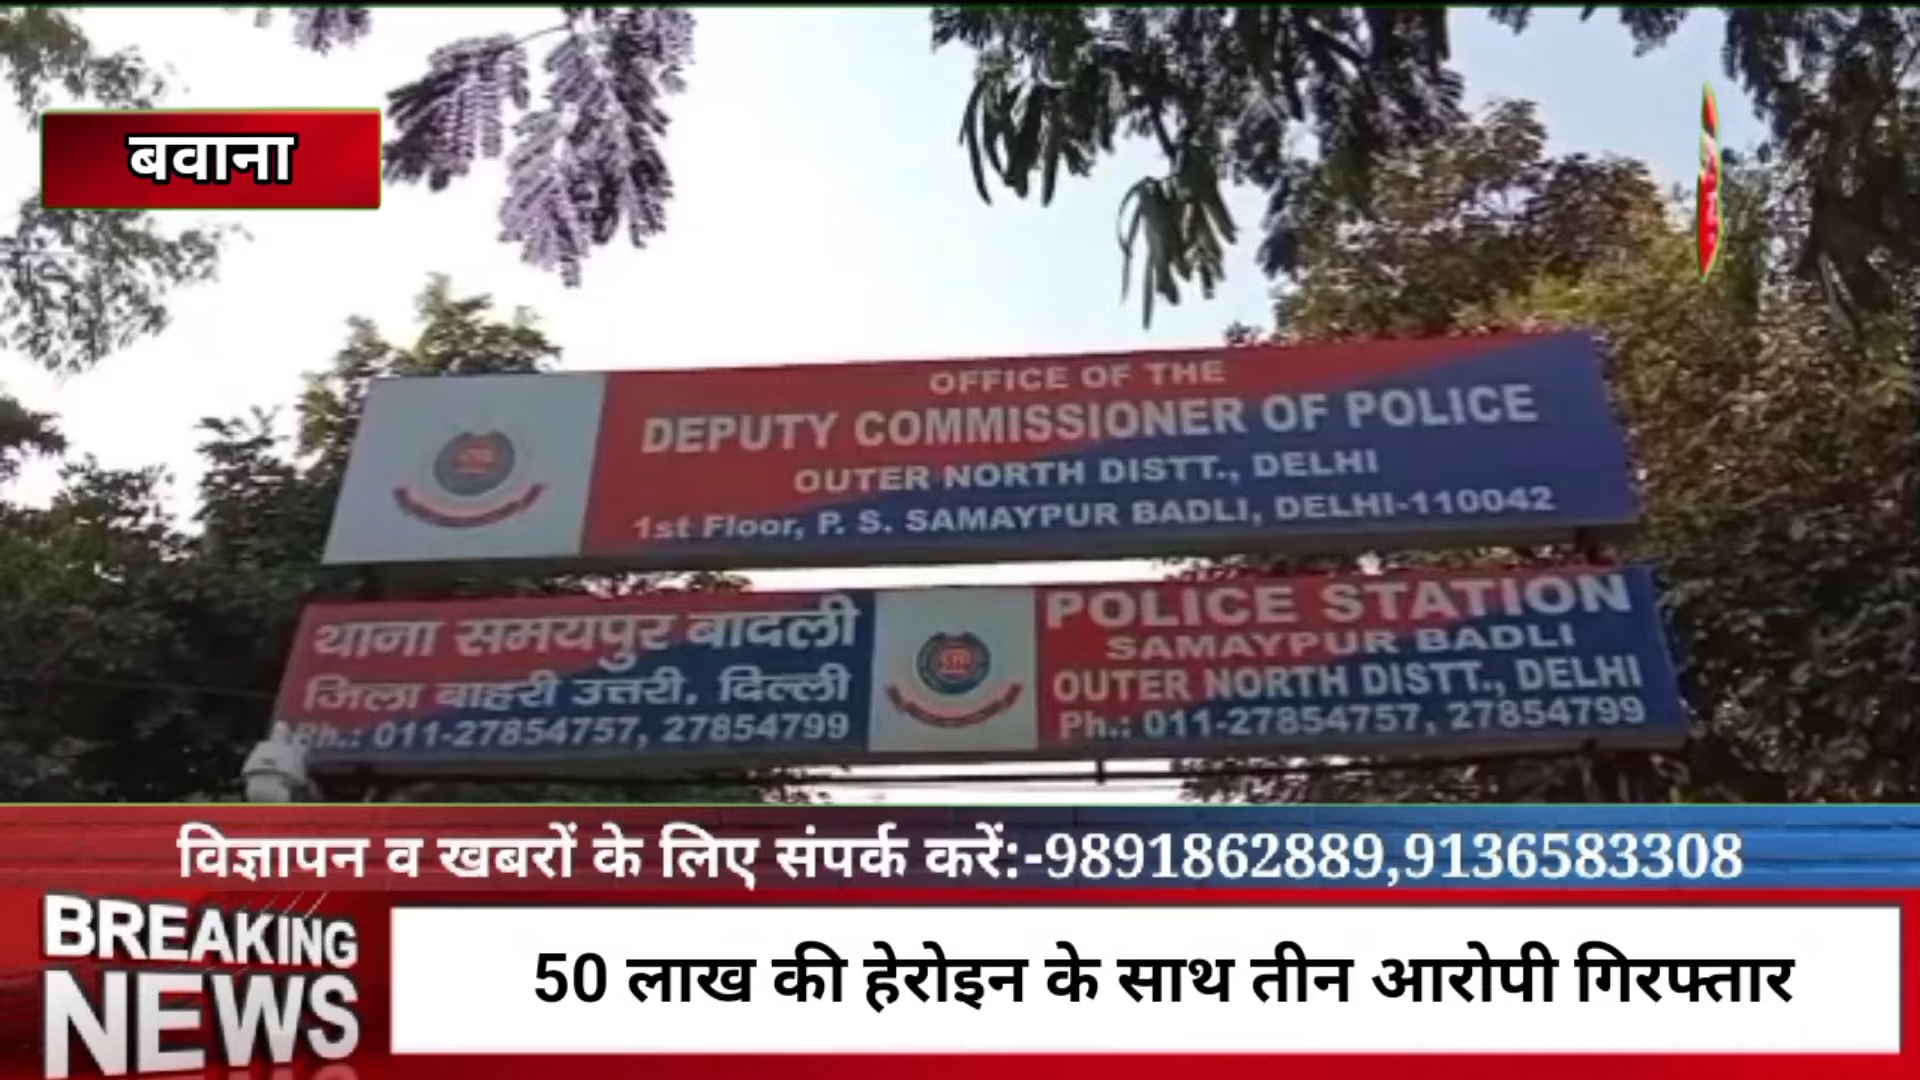 बवाना
OFFICE OF THE
DEPUTY COMMISSIONER OF POLICE
OUTER NORTH DISTT., DELHI
1st Floor, P. S. SAMAYPUR BADLI, DELHI-110042
थाना समयपुर बादली
जिला बाहरी उत्तरी, दिल्ली
Ph.: 011-27854757, 27854799
POLICE STATION
SAMAYPUR BADLI
OUTER NORTH DISTT., DELHI
Ph.: 011-27854757, 27854799
विज्ञापन व खबरों के लिए संपर्क करें:-9891862889,9136583308
BREAKING
NEWS
50 लाख की हेरोइन के साथ तीन आरोपी गिरफ्तार